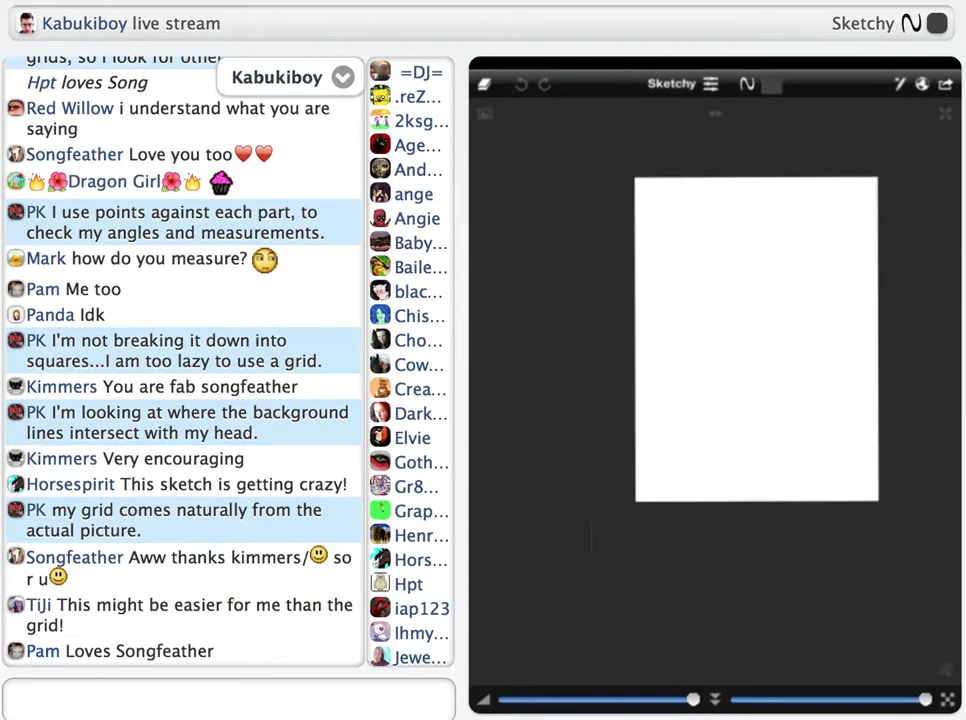 Kabukiboy live stream
Sketchy
grids, so I look for other
Kabukiboy
Hpt loves Song
Red Willow i understand what you are
saying
Songfeather Love you too❤❤
🔥🌺Dragon Girl🌺🔥
PK I use points against each part, to
check my angles and measurements.
Mark how do you measure?
Pam Me too
Panda Idk
PK I'm not breaking it down into
squares...I am too lazy to use a grid.
Kimmers You are fab songfeather
PK I'm looking at where the background
lines intersect with my head.
Kimmers Very encouraging
Horsespirit This sketch is getting crazy!
PK my grid comes naturally from the
actual picture.
Songfeather Aww thanks kimmers/😃 so
r u😃
TiJi This might be easier for me than the
grid!
Pam Loves Songfeather
=DJ=
.reZ...
2ksg...
Age...
And...
ange
Angie
Baby...
Baile...
blac...
Chis...
Cho...
Cow...
Crea...
Dark...
Elvie
Goth...
Gr8...
Grap...
Henr...
Hors...
Hpt
iap123
Ihmy...
Jewe...
Sketchy